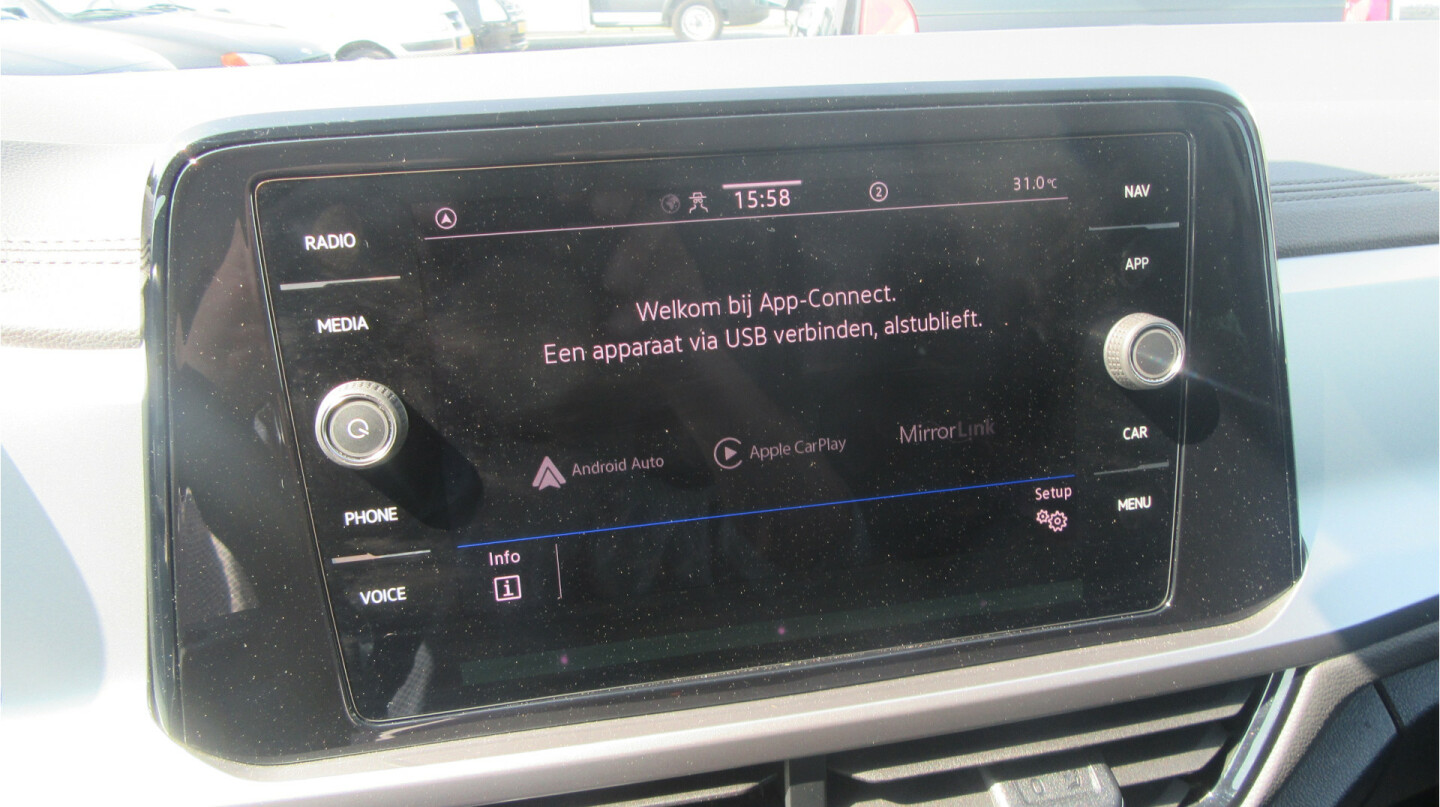 15:58
2
31.0°C
RADIO
MEDIA
PHONE
VOICE
NAV
APP
CAR
MENU
Welkom bij App-Connect.
Een apparaat via USB verbinden, alstublieft.
Android Auto
Apple CarPlay
MirrorLink
Setup
Info
i